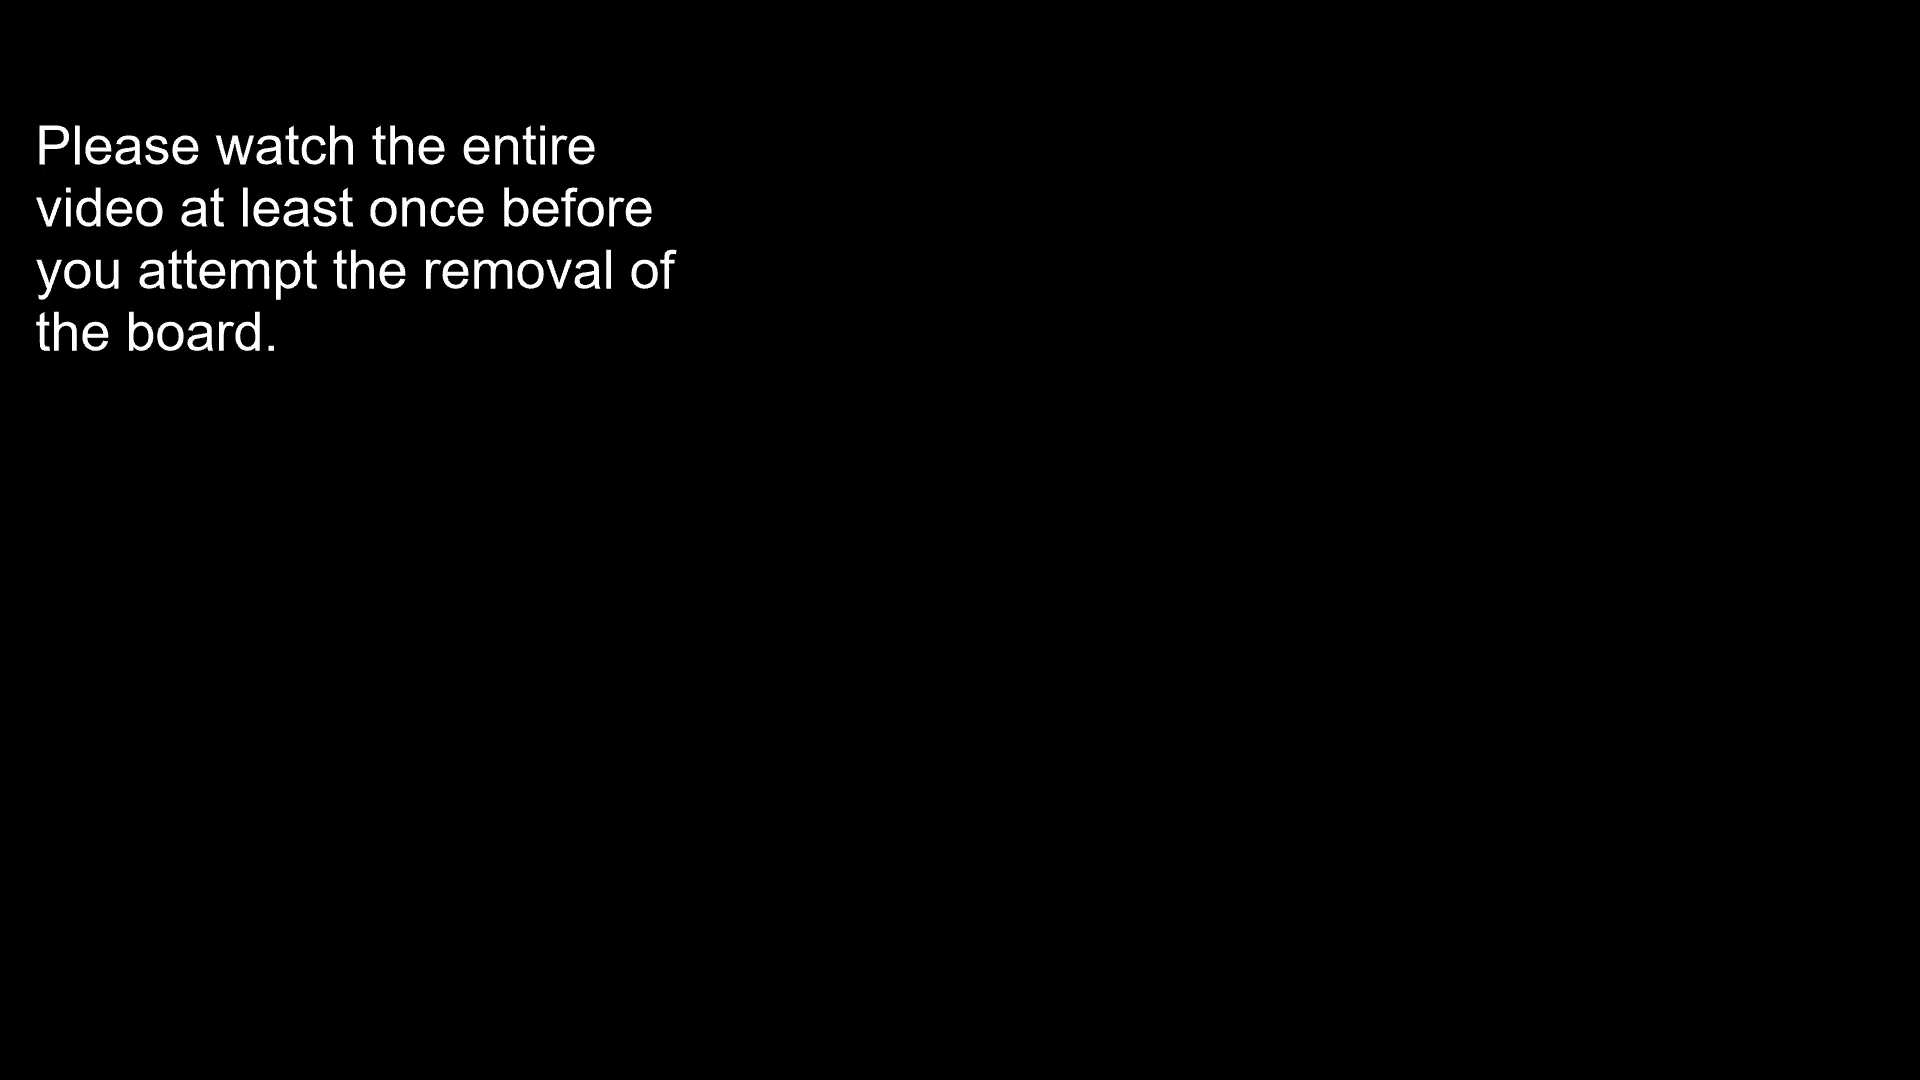 Please watch the entire
video at least once before
you attempt the removal of
the board.